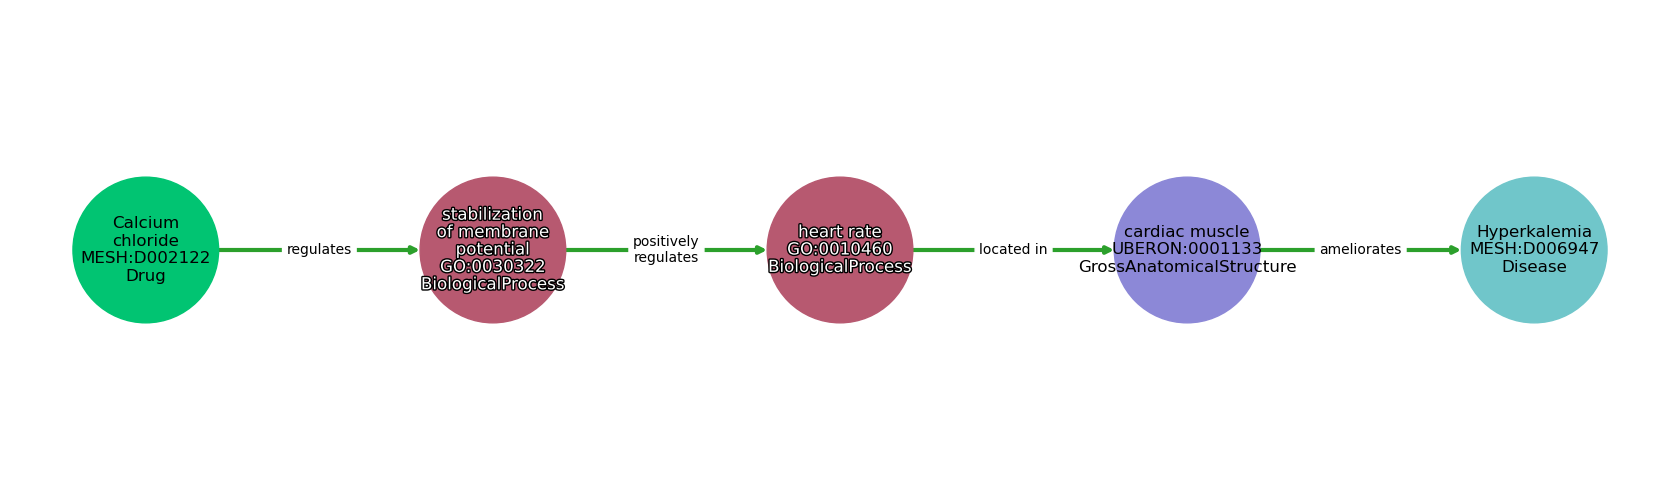 Calcium
chloride
MESH:D002122
Drug
regulates
stabilization
of membrane
potential
GO:0030322
BiologicalProcess
positively
regulates
heart rate
GO:0010460
BiologicalProcess
located in
cardiac muscle
UBERON:0001133
GrossAnatomicalStructure
ameliorates
Hyperkalemia
MESH:D006947
Disease